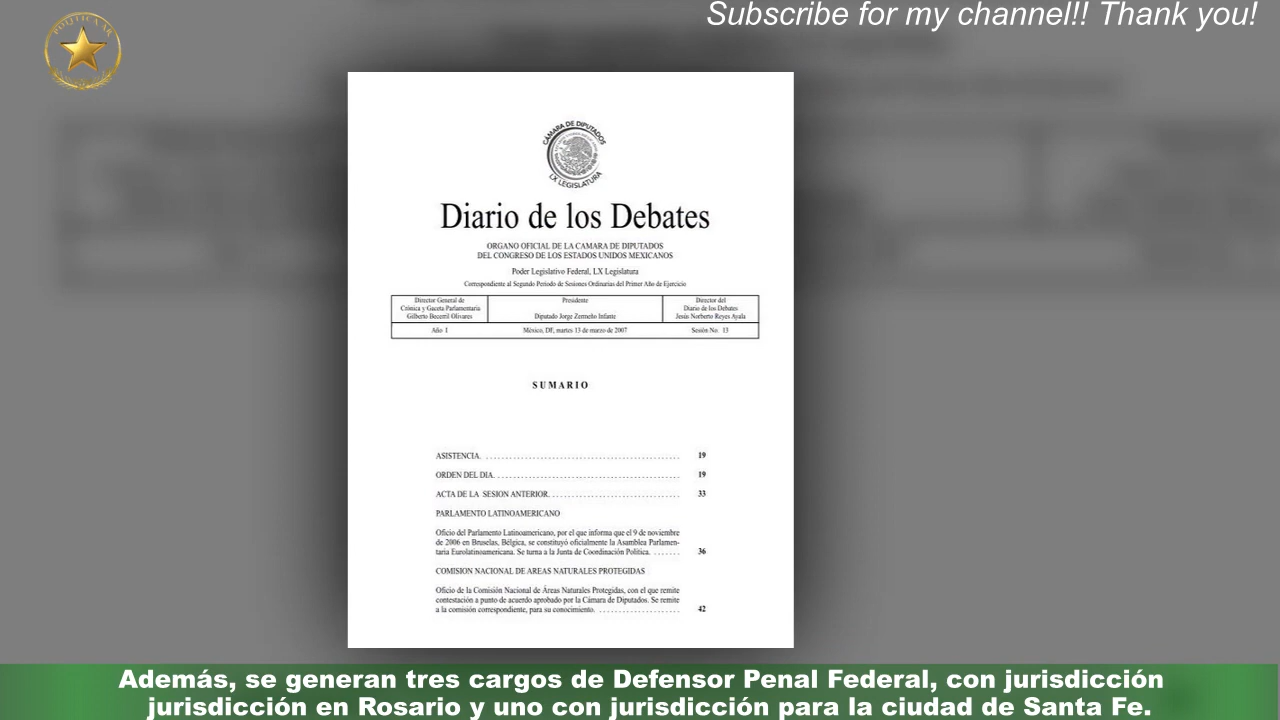 Subscribe for my channel!! Thank you!
POLITICA AR
CAMARA DE DIPUTADOS
LX LEGISLATURA
Diario de los Debates
ORGANO OFICIAL DE LA CAMARA DE DIPUTADOS
DEL CONGRESO DE LOS ESTADOS UNIDOS MEXICANOS
Poder Legislativo Federal, LX Legislatura
Correspondiente al Segundo Periodo de Sesiones Ordinarias del Primer Año de Ejercicio
Director General de
Crónica y Gaceta Parlamentaria
Gilberto Becerril Olivares
Presidente
Diputado Jorge Zermeño Infante
Director del
Diario de los Debates
Jesús Norberto Reyes Ayala
Año I
México, DF, martes 13 de marzo de 2007
Sesión No. 13
SUMARIO
ASISTENCIA. . . . . . . . . . . . . . . . . . . . . . . . . . . . . . . . . . . . . . . . . . . . . . . . . 19
ORDEN DEL DIA. . . . . . . . . . . . . . . . . . . . . . . . . . . . . . . . . . . . . . . . . . . . . . 19
ACTA DE LA SESION ANTERIOR. . . . . . . . . . . . . . . . . . . . . . . . . . . . . . . . . 33
PARLAMENTO LATINOAMERICANO
Oficio del Parlamento Latinoamericano, por el que informa que el 9 de noviembre
de 2006 en Bruselas, Bélgica, se constituyó oficialmente la Asamblea Parlamen-
taria Eurolatinoamericana. Se turna a la Junta de Coordinación Política. . . . . . . . 36
COMISION NACIONAL DE AREAS NATURALES PROTEGIDAS
Oficio de la Comisión Nacional de Áreas Naturales Protegidas, con el que remite
contestación a punto de acuerdo aprobado por la Cámara de Diputados. Se remite
a la comisión correspondiente, para su conocimiento. . . . . . . . . . . . . . . . . . . . . 42
Además, se generan tres cargos de Defensor Penal Federal, con jurisdicción
jurisdicción en Rosario y uno con jurisdicción para la ciudad de Santa Fe.